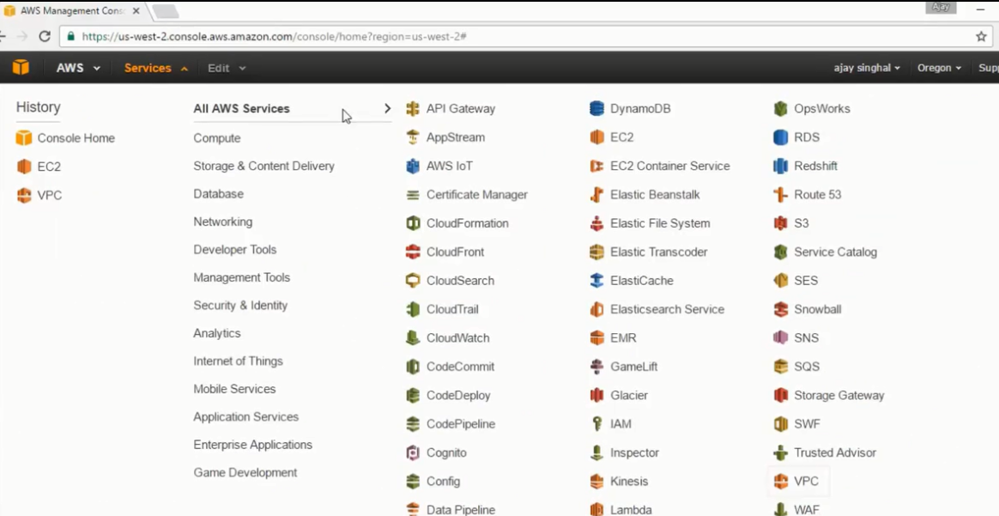 AWS Management Cons
Ajay
https://us-west-2.console.aws.amazon.com/console/home?region=us-west-2#
AWS Services Edit ajay singhal Oregon Supp
History
Console Home
EC2
VPC
All AWS Services
Compute
Storage & Content Delivery
Database
Networking
Developer Tools
Management Tools
Security & Identity
Analytics
Internet of Things
Mobile Services
Application Services
Enterprise Applications
Game Development
API Gateway
AppStream
AWS IoT
Certificate Manager
CloudFormation
CloudFront
CloudSearch
CloudTrail
CloudWatch
CodeCommit
CodeDeploy
CodePipeline
Cognito
Config
Data Pipeline
DynamoDB
EC2
EC2 Container Service
Elastic Beanstalk
Elastic File System
Elastic Transcoder
ElastiCache
Elasticsearch Service
EMR
GameLift
Glacier
IAM
Inspector
Kinesis
Lambda
OpsWorks
RDS
Redshift
Route 53
S3
Service Catalog
SES
Snowball
SNS
SQS
Storage Gateway
SWF
Trusted Advisor
VPC
WAF